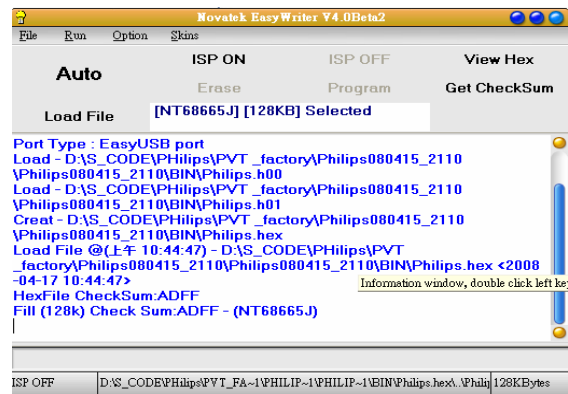 Novatek EasyWriter V4.0Beta2
File Run Option Skins
Auto
ISP ON ISP OFF View Hex
Erase Program Get CheckSum
Load File [NT68665J] [128KB] Selected
Port Type : EasyUSB port
Load - D:\S_CODE\PHilips\PVT _factory\Philips080415_2110
\Philips080415_2110\BIN\Philips.h00
Load - D:\S_CODE\PHilips\PVT _factory\Philips080415_2110
\Philips080415_2110\BIN\Philips.h01
Creat - D:\S_CODE\PHilips\PVT _factory\Philips080415_2110
\Philips080415_2110\BIN\Philips.hex
Load File @(上午 10:44:47) - D:\S_CODE\PHilips\PVT
_factory\Philips080415_2110\Philips080415_2110\BIN\Philips.hex <2008
-04-17 10:44:47>
Information window, double click left key
HexFile CheckSum:ADFF
Fill (128k) Check Sum:ADFF - (NT68665J)
ISP OFF D:\S_CODE\PHilips\PVT_FA~1\PHILIP~1\PHILIP~1\BIN\Philips.hex\..\Philij 128KBytes